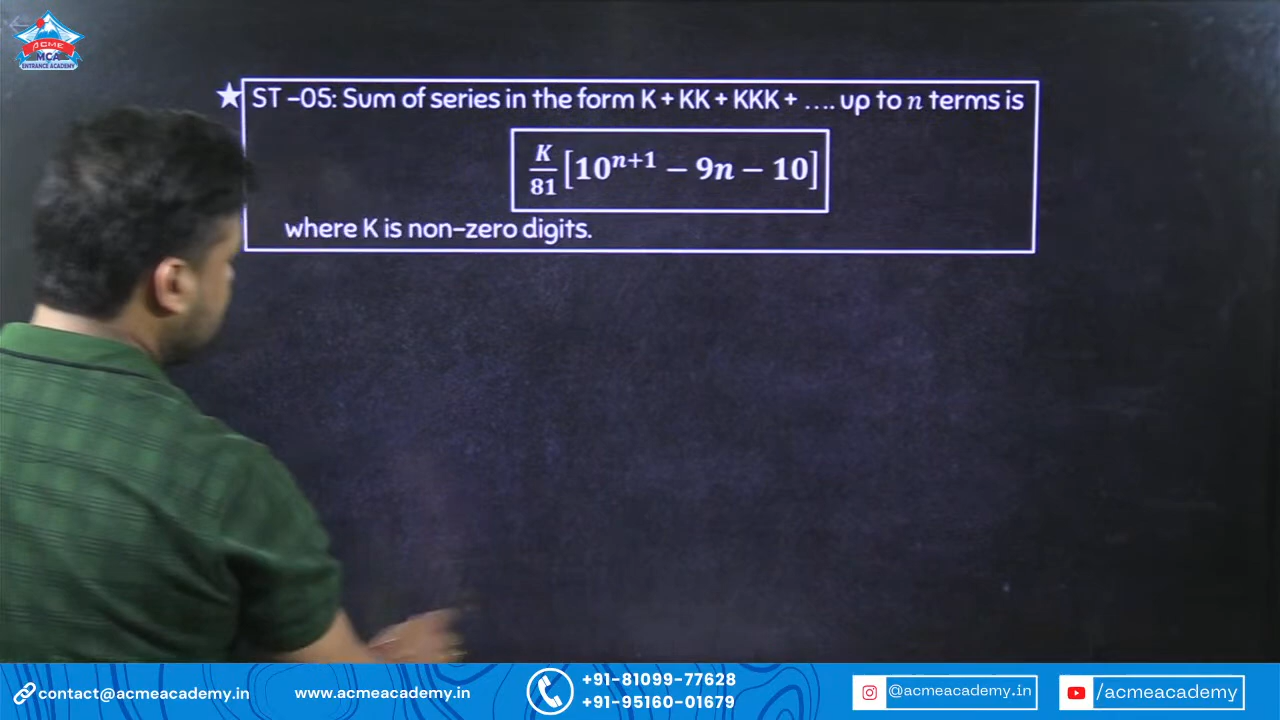 ACME
MCA
ENTRANCE ACADEMY
★ ST –05: Sum of series in the form K + KK + KKK + .... up to n terms is
K/81 [10^{n+1} − 9n − 10]
where K is non-zero digits.
contact@acmeacademy.in
www.acmeacademy.in
+91-81099-77628
+91-95160-01679
@acmeacademy.in
/acmeacademy